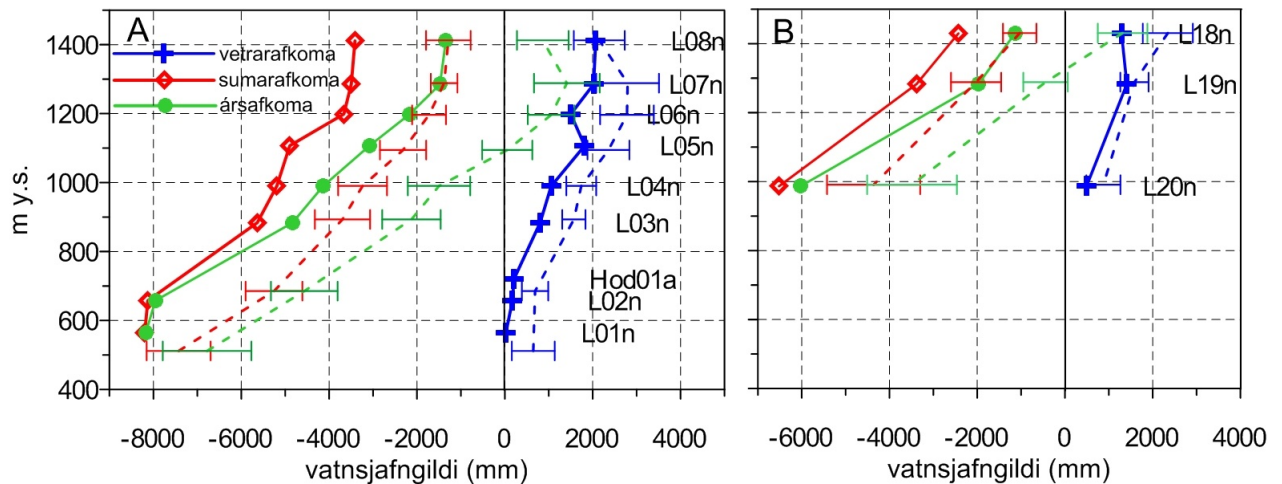 A
B
vetrarafkoma
sumarafkoma
ársafkoma
m y.s.
1400
1200
1000
800
600
400
L08n
L07n
L06n
L05n
L04n
L03n
Hod01a
L02n
L01n
L18n
L19n
L20n
-8000 -6000 -4000 -2000 0 2000 4000
-6000 -4000 -2000 0 2000 4000
vatnsjafngildi (mm)
vatnsjafngildi (mm)